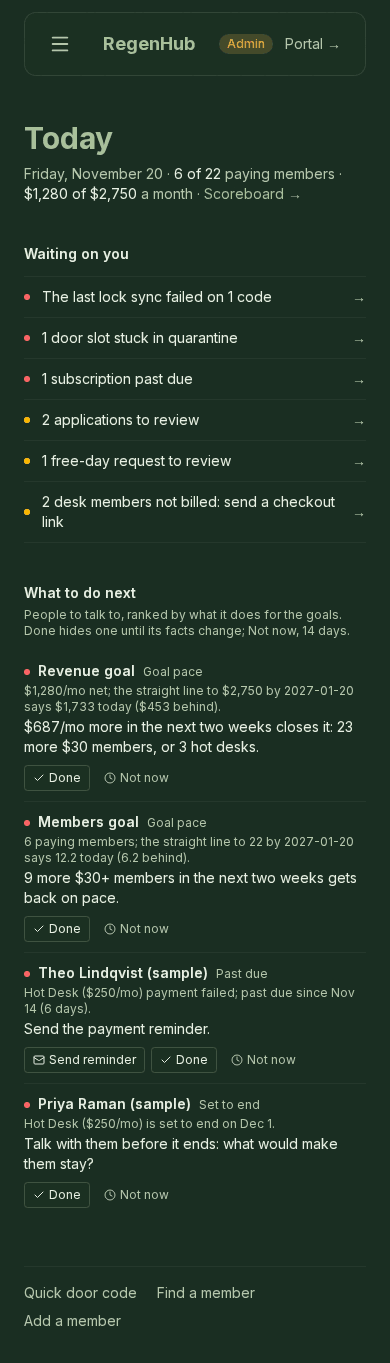 RegenHub Admin Portal →
Today
Friday, November 20 · 6 of 22 paying members ·
$1,280 of $2,750 a month · Scoreboard →
Waiting on you
The last lock sync failed on 1 code →
1 door slot stuck in quarantine →
1 subscription past due →
2 applications to review →
1 free-day request to review →
2 desk members not billed: send a checkout →
link
What to do next
People to talk to, ranked by what it does for the goals.
Done hides one until its facts change; Not now, 14 days.
Revenue goal Goal pace
$1,280/mo net; the straight line to $2,750 by 2027-01-20
says $1,733 today ($453 behind).
$687/mo more in the next two weeks closes it: 23
more $30 members, or 3 hot desks.
Done Not now
Members goal Goal pace
6 paying members; the straight line to 22 by 2027-01-20
says 12.2 today (6.2 behind).
9 more $30+ members in the next two weeks gets
back on pace.
Done Not now
Theo Lindqvist (sample) Past due
Hot Desk ($250/mo) payment failed; past due since Nov
14 (6 days).
Send the payment reminder.
Send reminder Done Not now
Priya Raman (sample) Set to end
Hot Desk ($250/mo) is set to end on Dec 1.
Talk with them before it ends: what would make
them stay?
Done Not now
Quick door code Find a member
Add a member